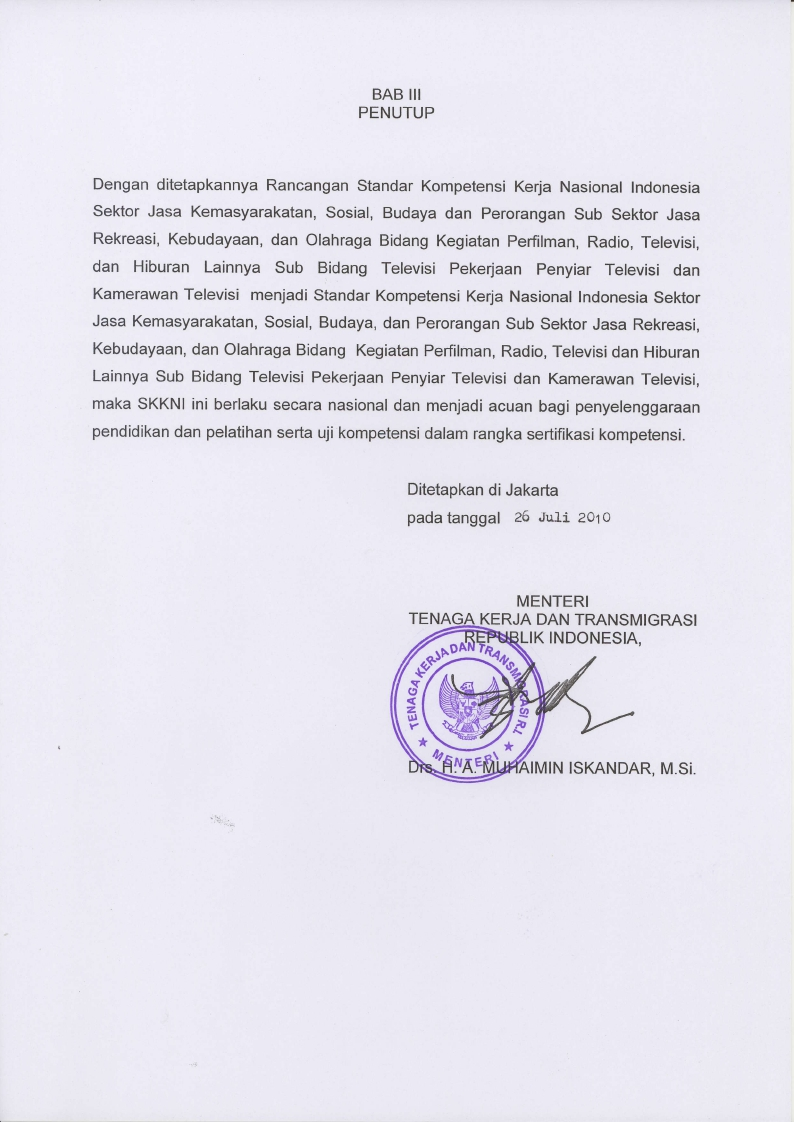 BAB III
PENUTUP
Dengan ditetapkannya Rancangan Standar Kompetensi Kerja Nasional Indonesia
Sektor Jasa Kemasyarakatan, Sosial, Budaya dan Perorangan Sub Sektor Jasa
Rekreasi, Kebudayaan, dan Olahraga Bidang Kegiatan Perfilman, Radio, Televisi,
dan Hiburan Lainnya Sub Bidang Televisi Pekerjaan Penyiar Televisi dan
Kamerawan Televisi menjadi Standar Kompetensi Kerja Nasional Indonesia Sektor
Jasa Kemasyarakatan, Sosial, Budaya, dan Perorangan Sub Sektor Jasa Rekreasi,
Kebudayaan, dan Olahraga Bidang Kegiatan Perfilman, Radio, Televisi dan Hiburan
Lainnya Sub Bidang Televisi Pekerjaan Penyiar Televisi dan Kamerawan Televisi,
maka SKKNI ini berlaku secara nasional dan menjadi acuan bagi penyelenggaraan
pendidikan dan pelatihan serta uji kompetensi dalam rangka sertifikasi kompetensi.
Ditetapkan di Jakarta
pada tanggal 26 Juli 2010
MENTERI
TENAGA KERJA DAN TRANSMIGRASI
REPUBLIK INDONESIA,
TENAGA KERJA DAN TRANSMIGRASI R.I.
MENTERI
Drs. H. A. MUHAIMIN ISKANDAR, M.Si.